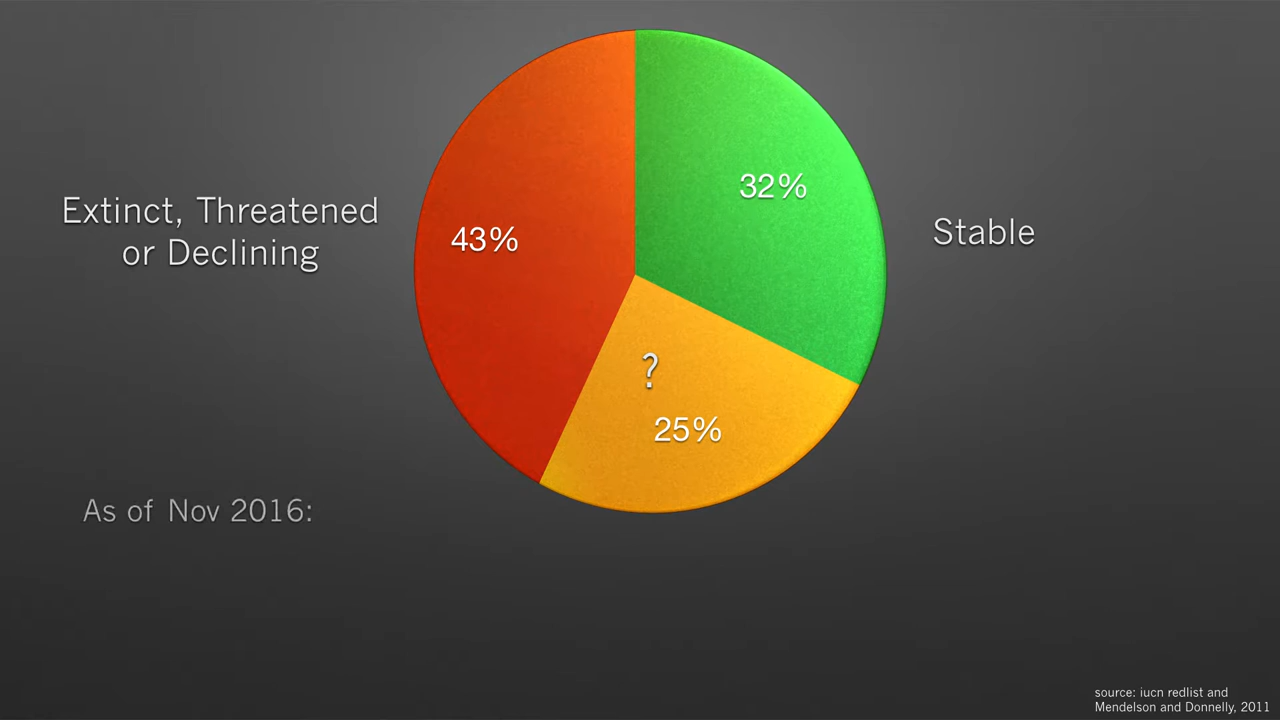 Extinct, Threatened
or Declining
43%
32%
Stable
?
25%
As of Nov 2016:
source: iucn redlist and
Mendelson and Donnelly, 2011